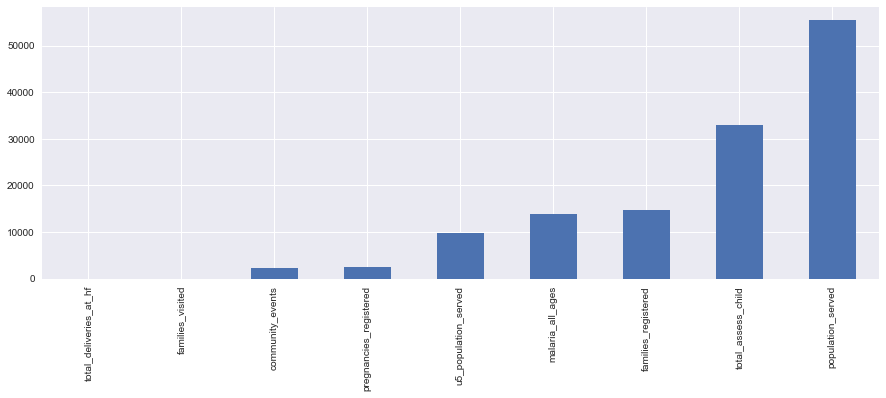 50000
40000
30000
20000
10000
0
total_deliveries_at_hf
families_visited
community_events
pregnancies_registered
u5_population_served
malaria_all_ages
families_registered
total_assess_child
population_served